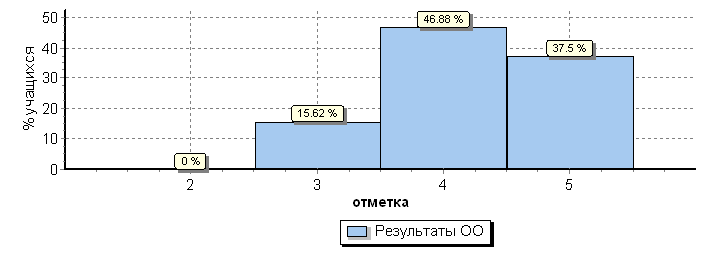 % учащихся
50
40
30
20
10
0
0 %
15.62 %
46.88 %
37.5 %
2 3 4 5
отметка
Результаты ОО